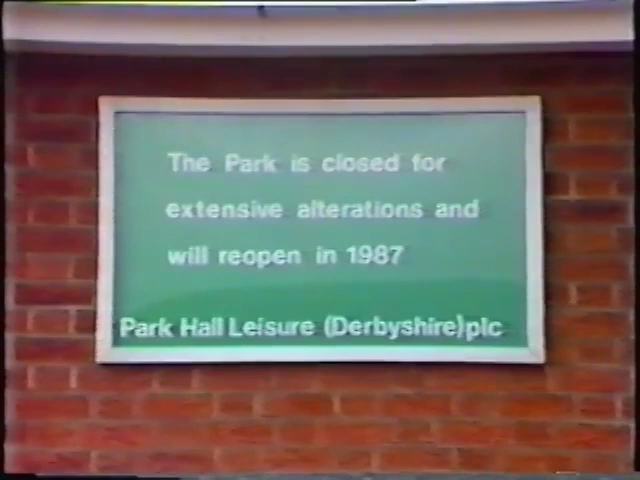 The Park is closed for
extensive alterations and
will reopen in 1987
Park Hall Leisure (Derbyshire)plc